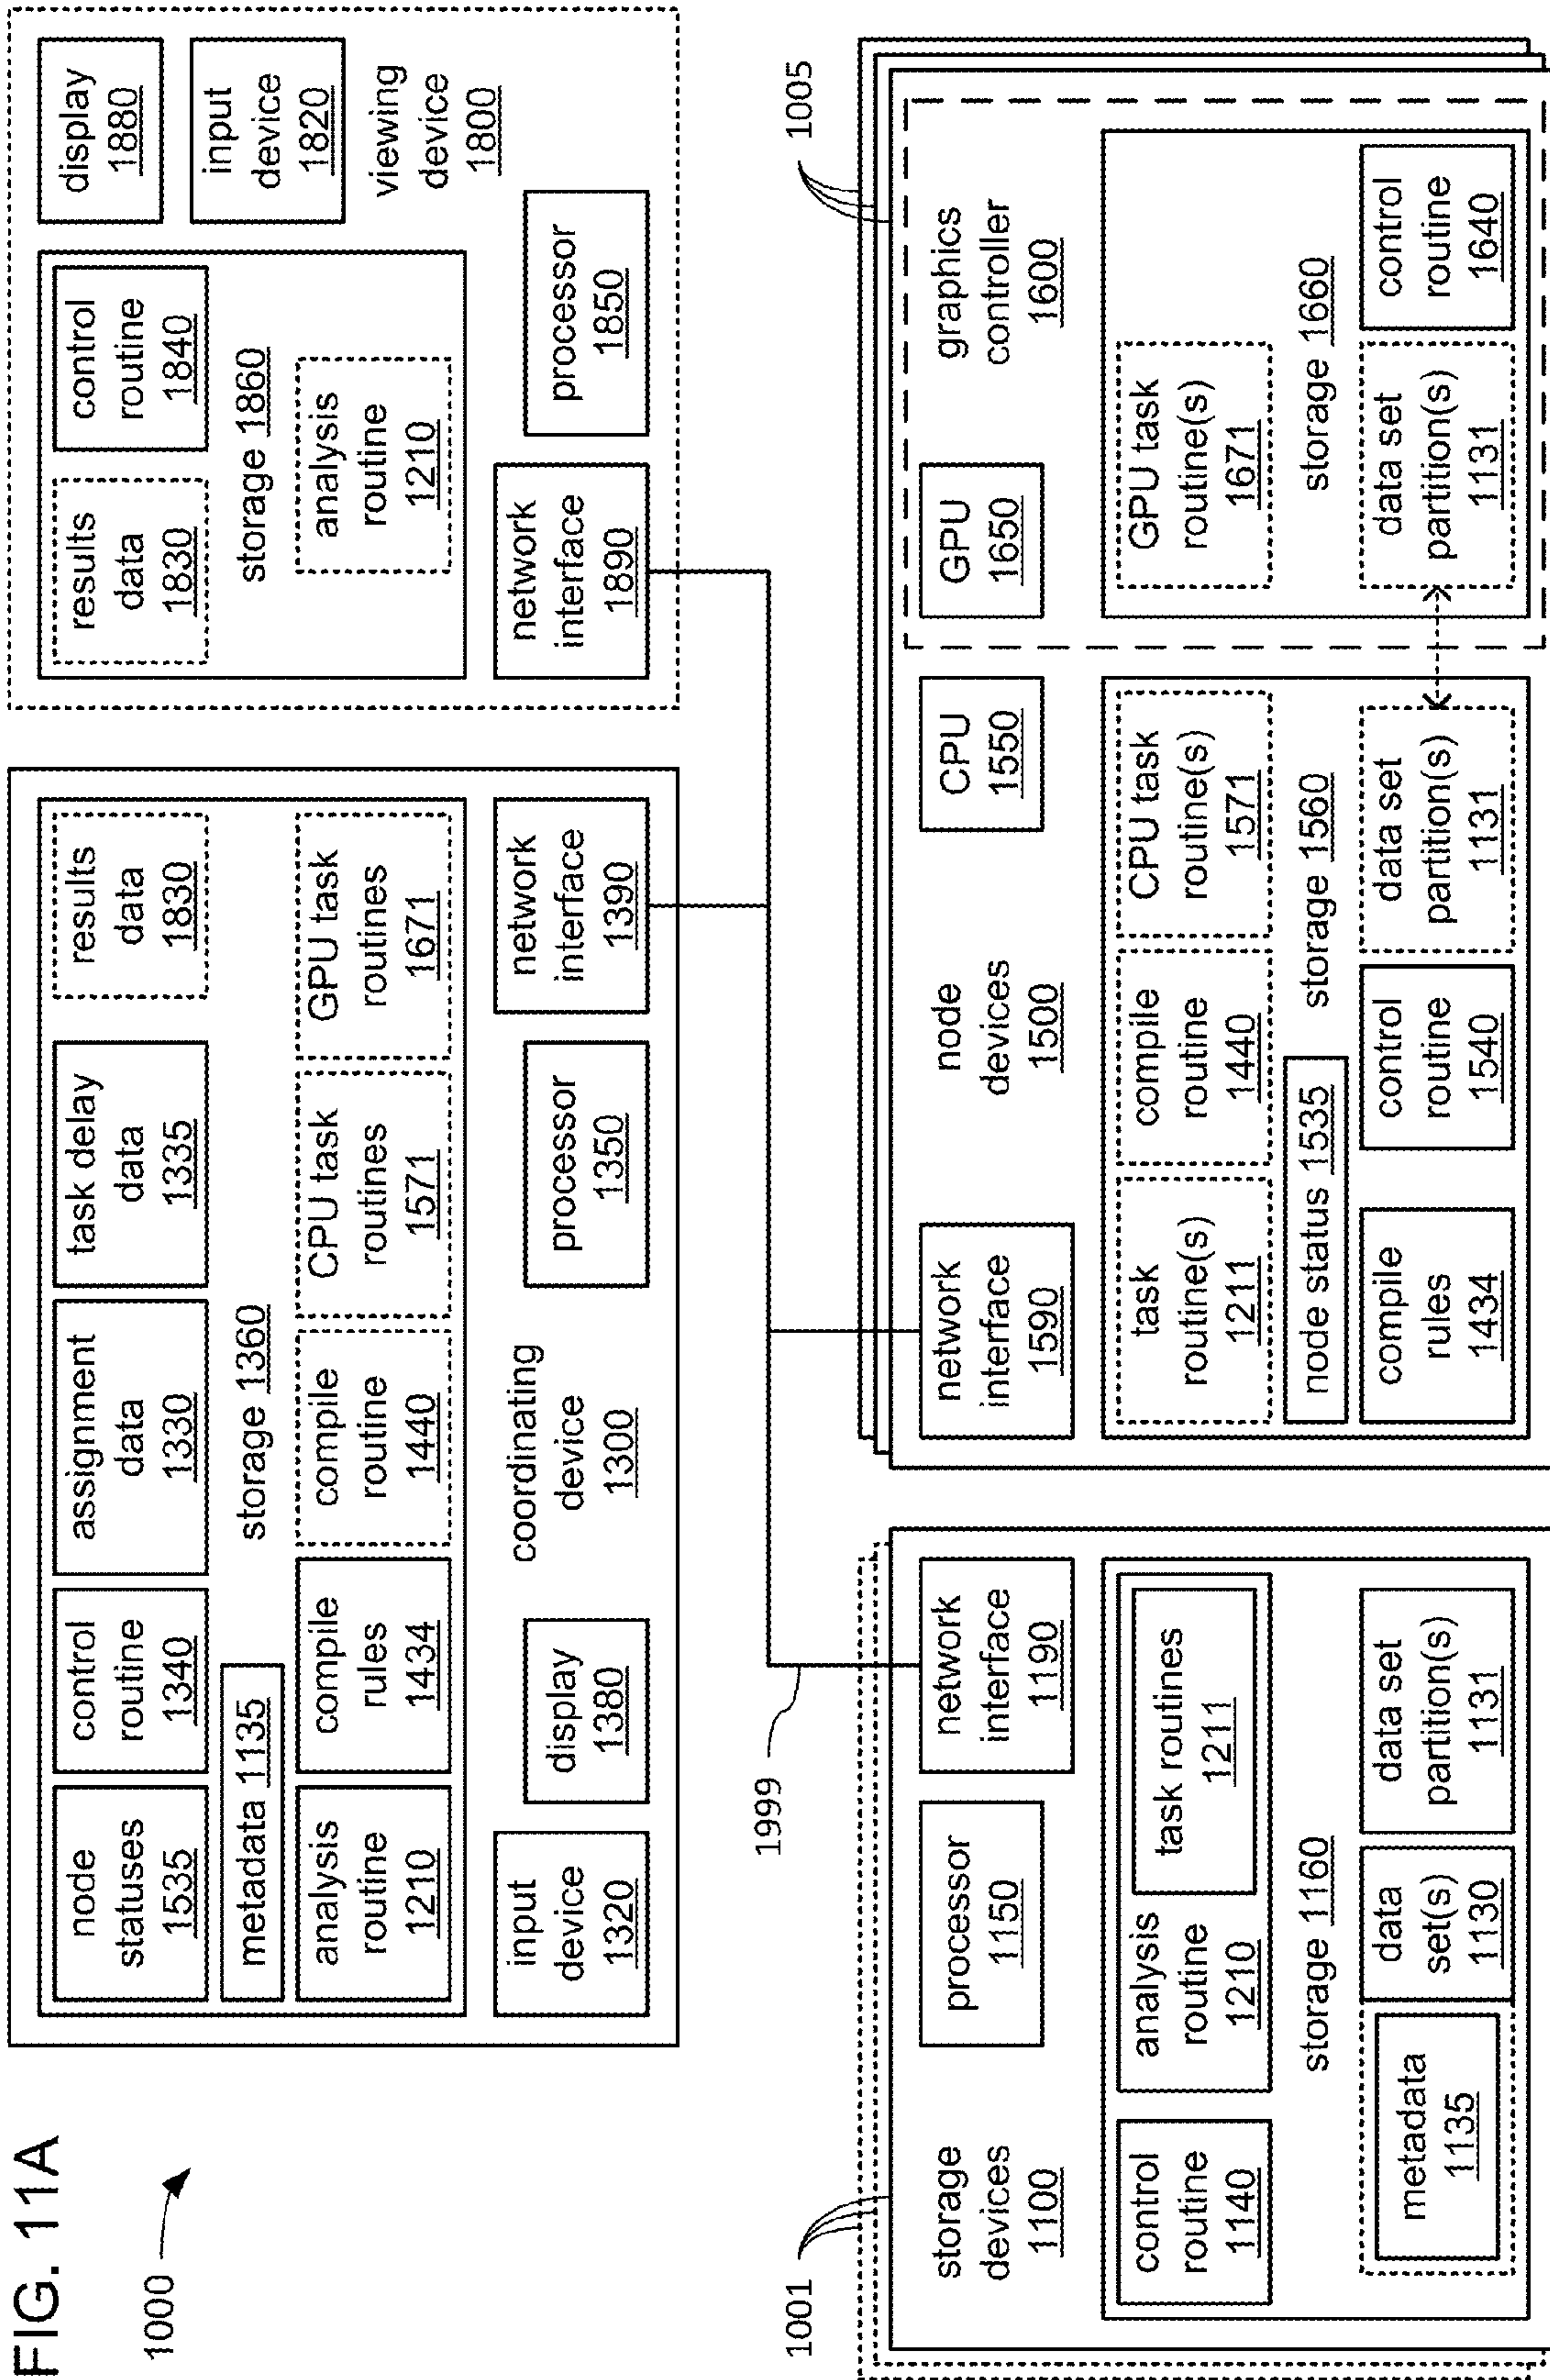 FIG. 11A
1000
node
statuses
1535
control
routine
1340
assignment
data
1330
task delay
data
1335
results
data
1830
metadata 1135
storage 1360
analysis
routine
1210
compile
rules
1434
compile
routine
1440
CPU task
routines
1571
GPU task
routines
1671
input
device
1320
display
1380
coordinating
device
1300
processor
1350
network
interface
1390
results
data
1830
control
routine
1840
storage 1860
analysis
routine
1210
display
1880
input
device
1820
viewing
device
1800
network
interface
1890
processor
1850
1999
1001
storage
devices
1100
processor
1150
network
interface
1190
control
routine
1140
analysis
routine
1210
task routines
1211
storage 1160
metadata
1135
data
set(s)
1130
data set
partition(s)
1131
1005
network
interface
1590
node
devices
1500
CPU
1550
task
routine(s)
1211
compile
routine
1440
CPU task
routine(s)
1571
node status 1535
storage 1560
compile
rules
1434
control
routine
1540
data set
partition(s)
1131
GPU
1650
graphics
controller
1600
GPU task
routine(s)
1671
storage 1660
data set
partition(s)
1131
control
routine
1640